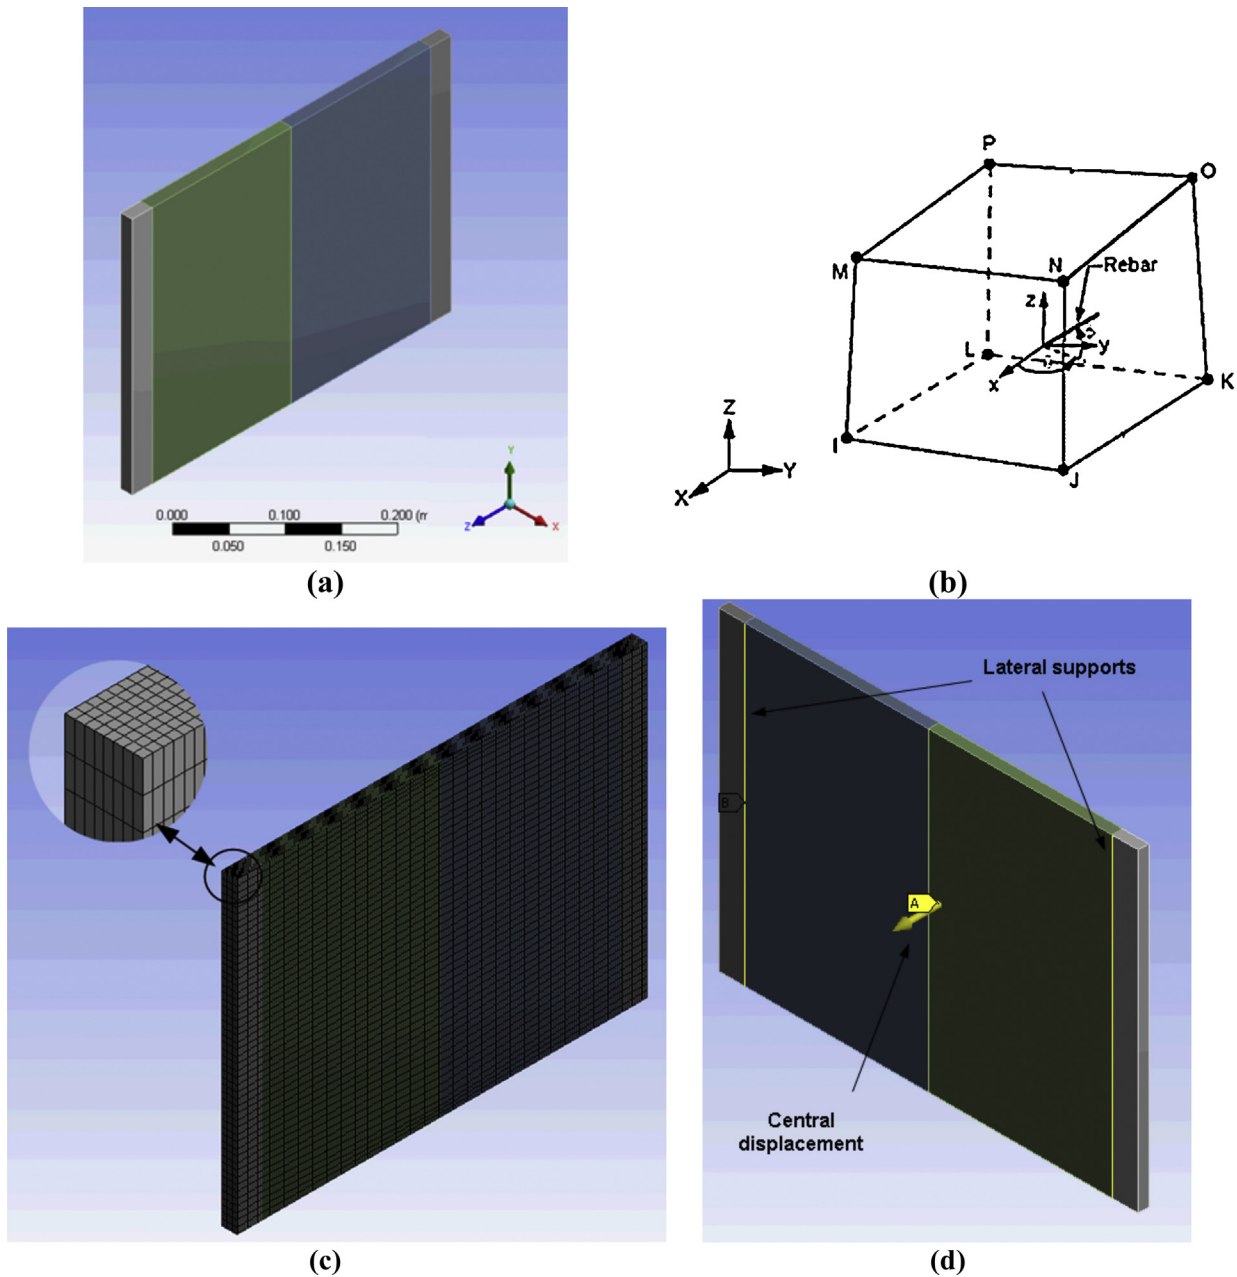 0.000 0.100 0.200 (m
0.050 0.150
Y
Z
X
(a)
P
O
M
N
Rebar
z
L
y
x
K
Z
I
Y
J
X
(b)
(c)
Lateral supports
B
A
Central
displacement
(d)